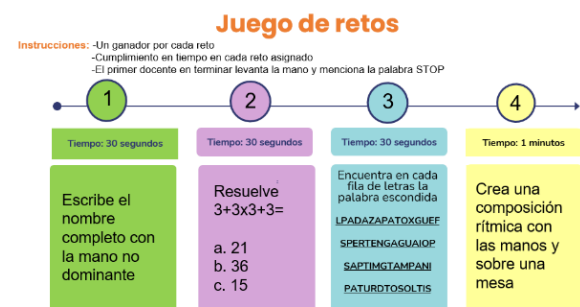 Juego de retos
Instrucciones: -Un ganador por cada reto
-Cumplimiento en tiempo en cada reto asignado
-El primer docente en terminar levanta la mano y menciona la palabra STOP
1
2
3
4
Tiempo: 30 segundos
Tiempo: 30 segundos
Tiempo: 30 segundos
Tiempo: 1 minutos
Escribe el
nombre
completo con
la mano no
dominante
Resuelve
3+3x3+3=
a. 21
b. 36
c. 15
Encuentra en cada
fila de letras la
palabra escondida
LPADAZAPATOXGUEF
SPERTENGAGUAIOP
SAPTIMGTAMPANI
PATURDTOSOLTIS
Crea una
composición
rítmica con
las manos y
sobre una
mesa